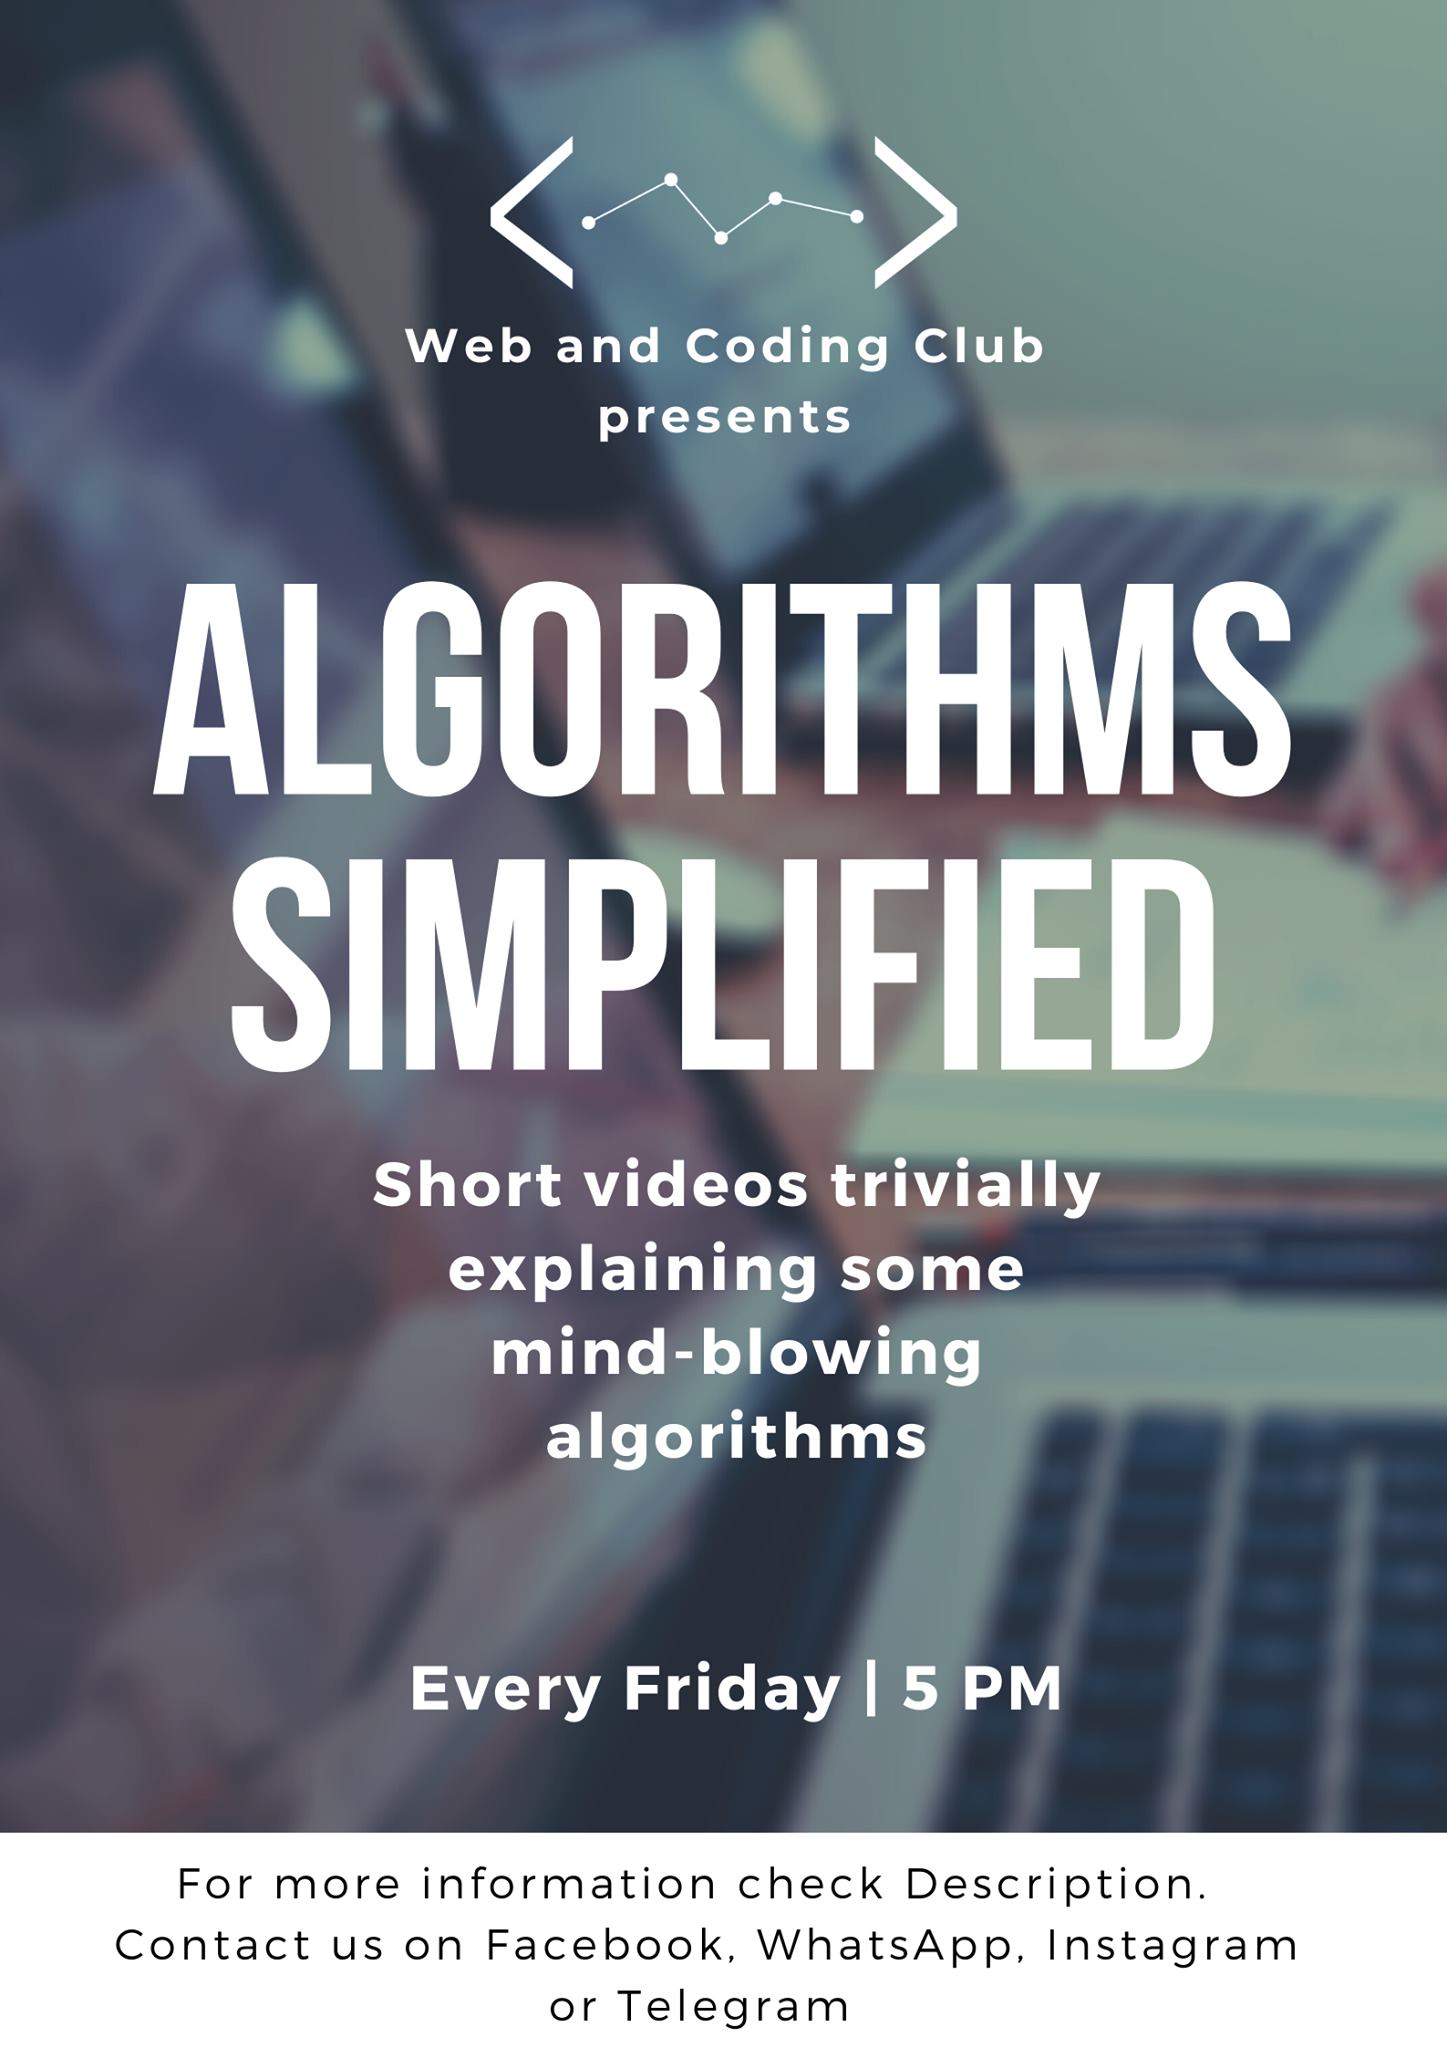 Web and Coding Club
presents
ALGORITHMS
SIMPLIFIED
Short videos trivially
explaining some
mind-blowing
algorithms
Every Friday | 5 PM
For more information check Description.
Contact us on Facebook, WhatsApp, Instagram
or Telegram